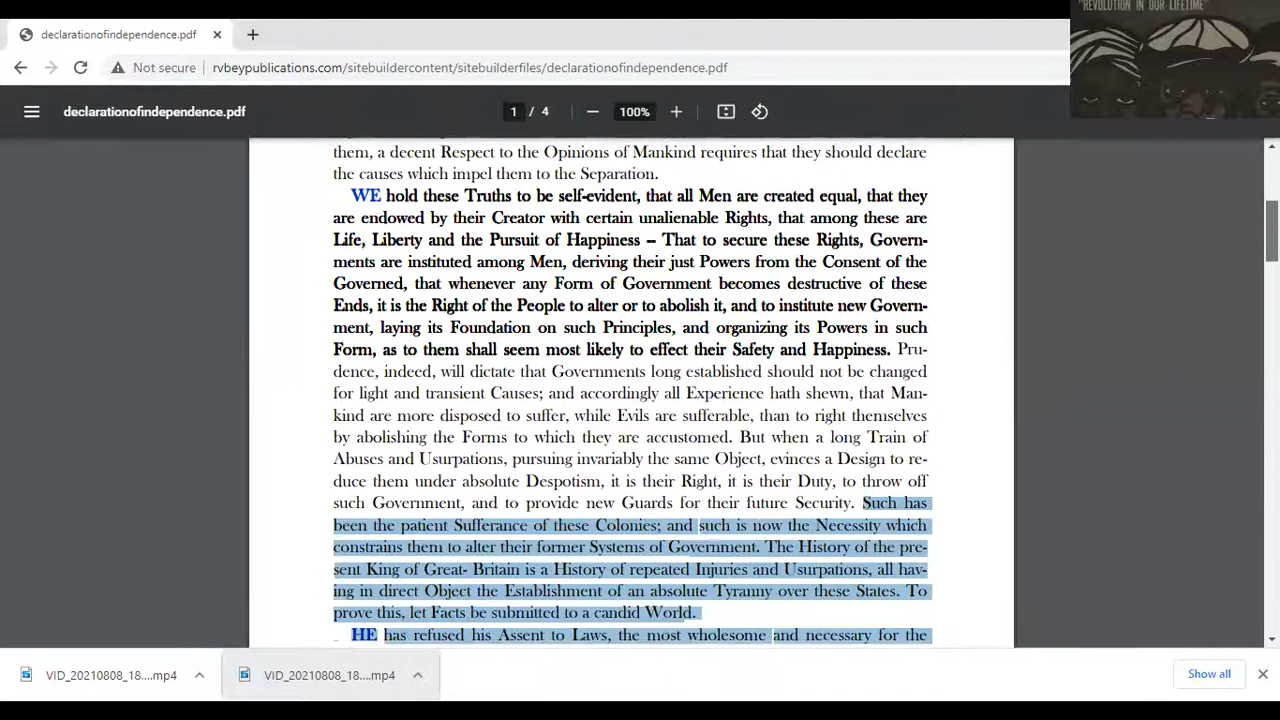 "REVOLUTION IN OUR LIFETIME"
declarationofindependence.pdf
Not secure rvbeypublications.com/sitebuildercontent/sitebuilderfiles/declarationofindependence.pdf
declarationofindependence.pdf 1 / 4 100%
them, a decent Respect to the Opinions of Mankind requires that they should declare
the causes which impel them to the Separation.
WE hold these Truths to be self-evident, that all Men are created equal, that they
are endowed by their Creator with certain unalienable Rights, that among these are
Life, Liberty and the Pursuit of Happiness -- That to secure these Rights, Govern-
ments are instituted among Men, deriving their just Powers from the Consent of the
Governed, that whenever any Form of Government becomes destructive of these
Ends, it is the Right of the People to alter or to abolish it, and to institute new Govern-
ment, laying its Foundation on such Principles, and organizing its Powers in such
Form, as to them shall seem most likely to effect their Safety and Happiness. Pru-
dence, indeed, will dictate that Governments long established should not be changed
for light and transient Causes; and accordingly all Experience hath shewn, that Man-
kind are more disposed to suffer, while Evils are sufferable, than to right themselves
by abolishing the Forms to which they are accustomed. But when a long Train of
Abuses and Usurpations, pursuing invariably the same Object, evinces a Design to re-
duce them under absolute Despotism, it is their Right, it is their Duty, to throw off
such Government, and to provide new Guards for their future Security. Such has
been the patient Sufferance of these Colonies; and such is now the Necessity which
constrains them to alter their former Systems of Government. The History of the pre-
sent King of Great- Britain is a History of repeated Injuries and Usurpations, all hav-
ing in direct Object the Establishment of an absolute Tyranny over these States. To
prove this, let Facts be submitted to a candid World.
HE has refused his Assent to Laws, the most wholesome and necessary for the
VID_20210808_18....mp4 VID_20210808_18....mp4 Show all